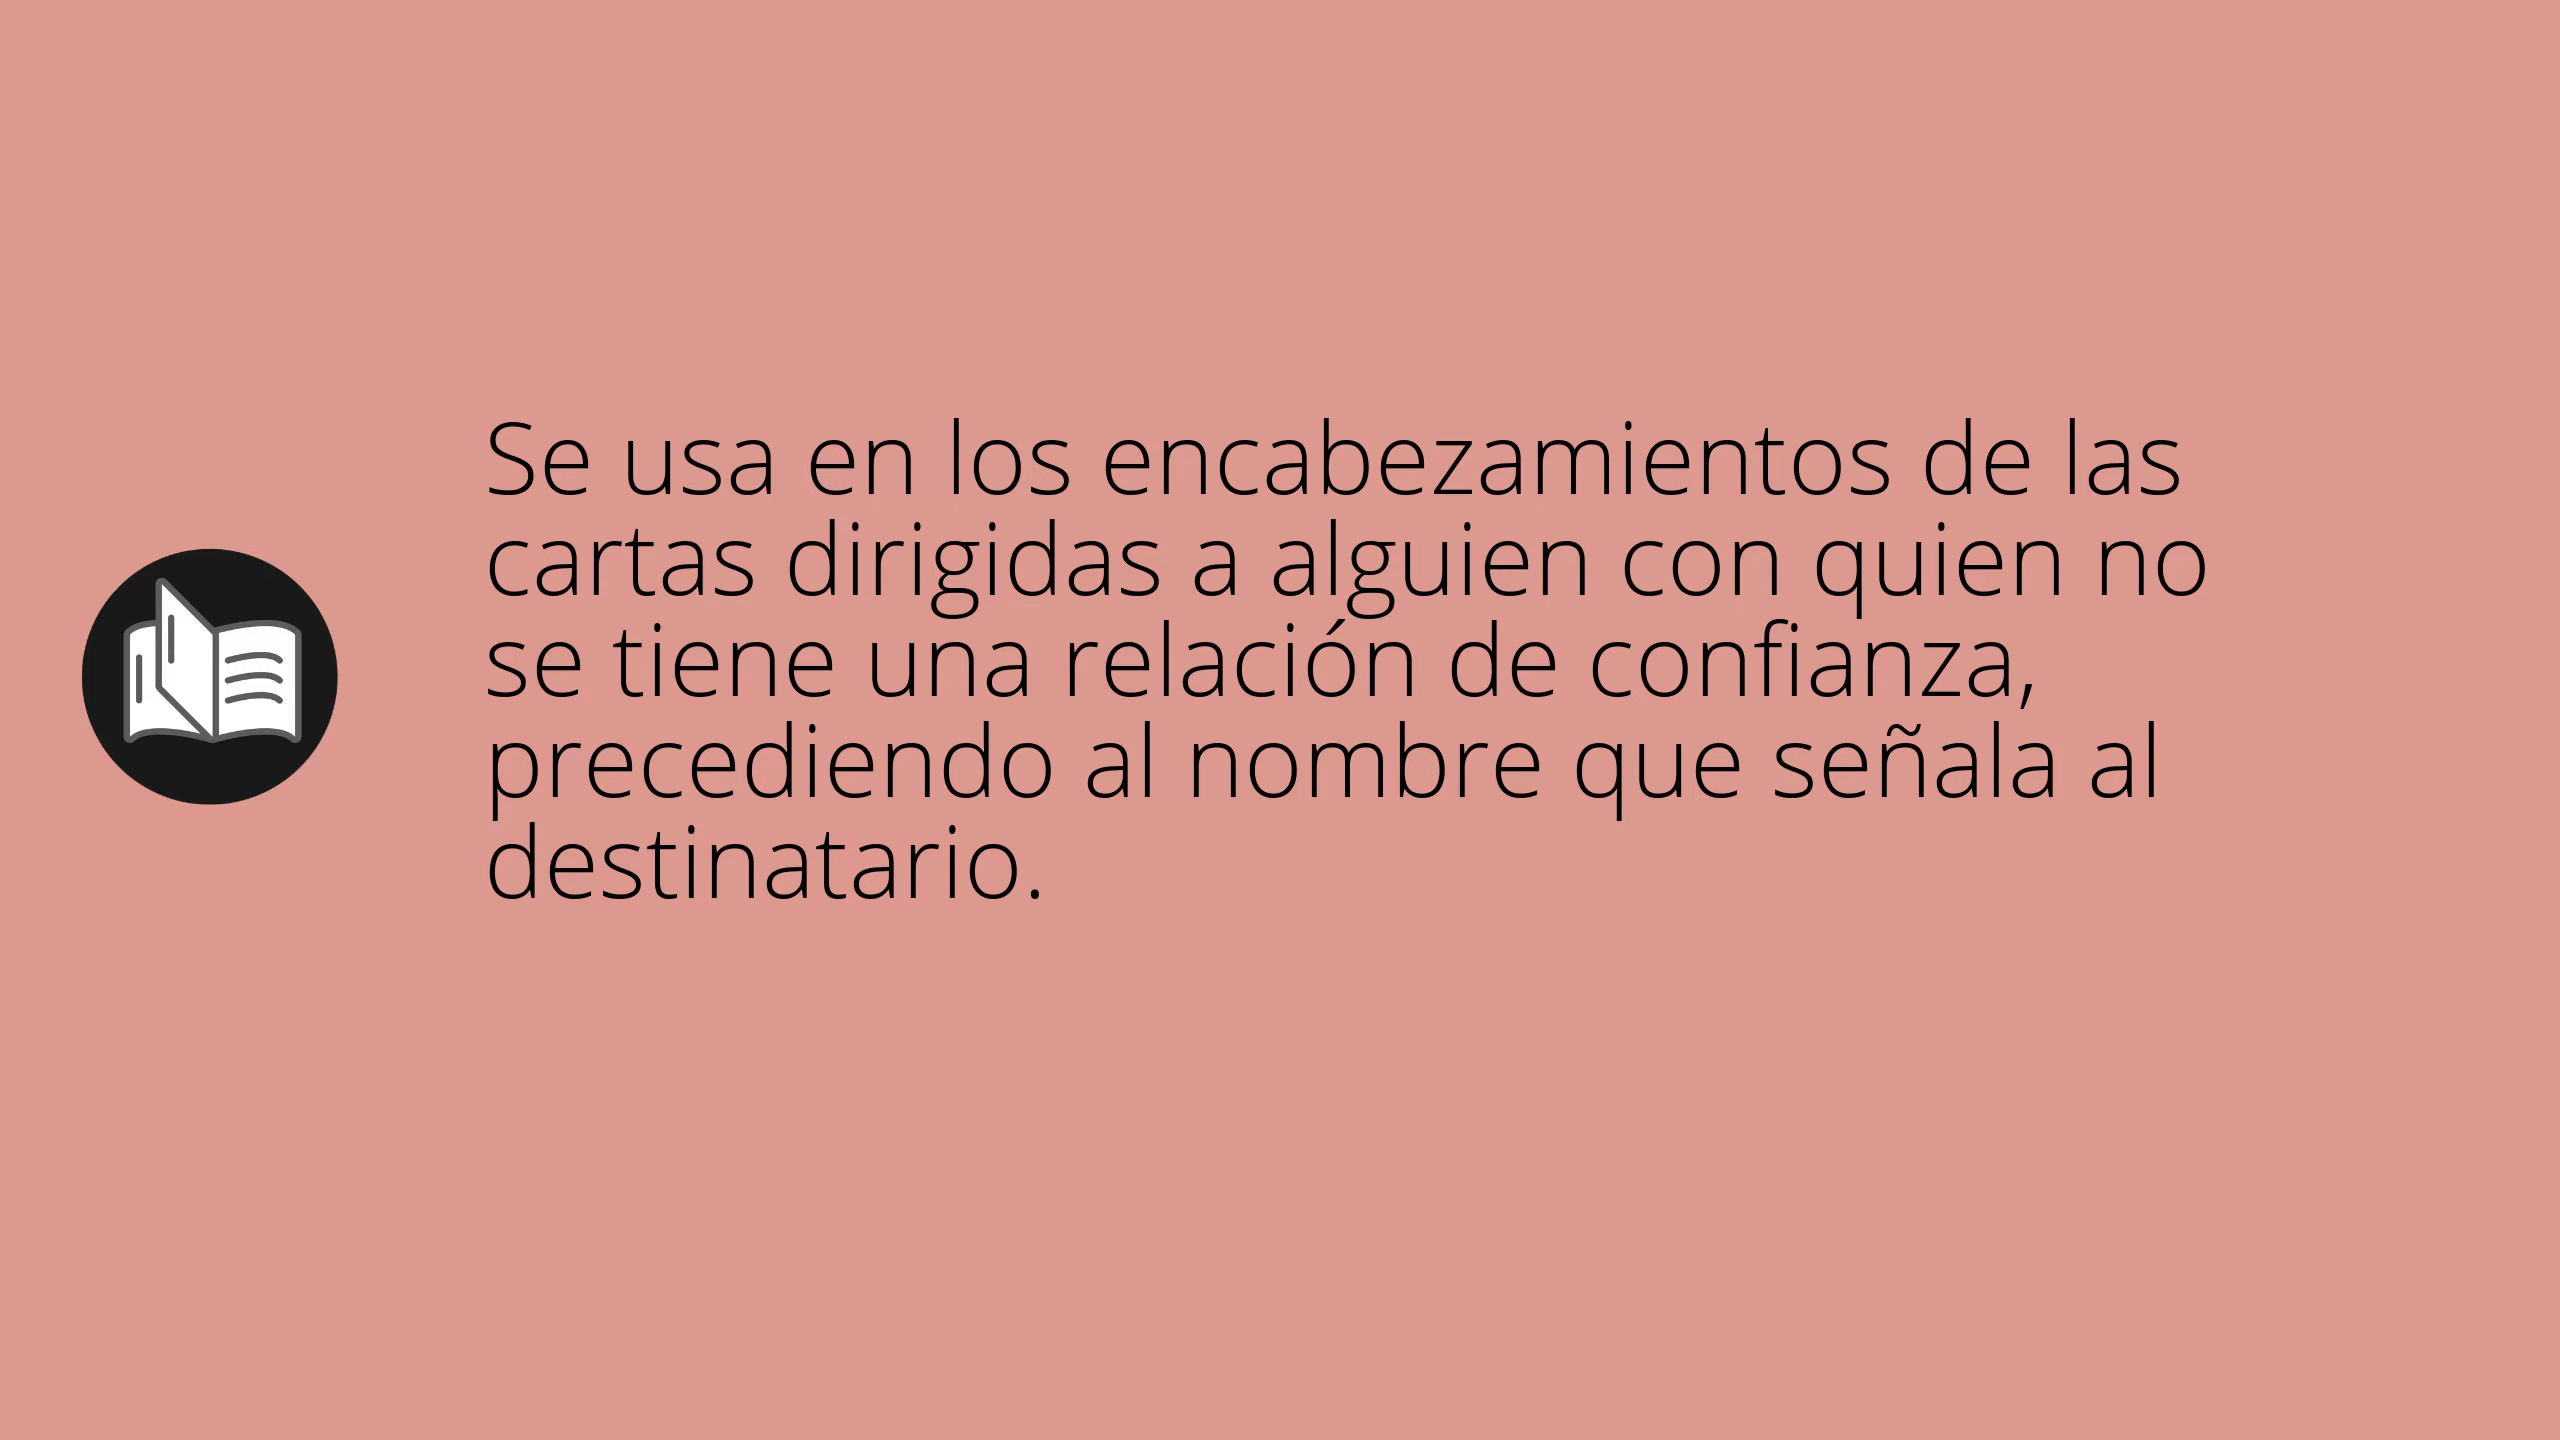 Se usa en los encabezamientos de las
cartas dirigidas a alguien con quien no
se tiene una relación de confianza,
precediendo al nombre que señala al
destinatario.